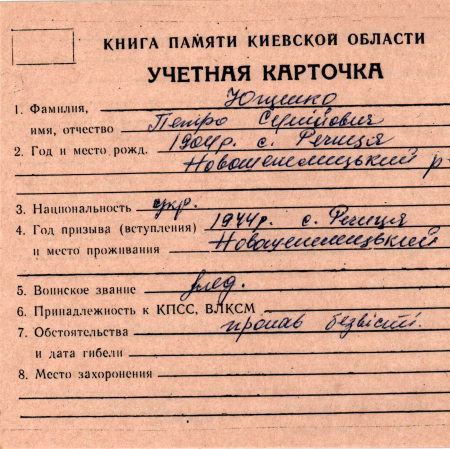 КНИГА ПАМЯТИ КИЕВСКОЙ ОБЛАСТИ
УЧЕТНАЯ КАРТОЧКА
1. Фамилия, Ющенко
имя, отчество Петро Сергійович
2. Год и место рожд. 1904р. с. Речиця
Новошепелицький р-
3. Национальность укр.
4. Год призыва (вступления) 1944р. с. Речиця
и место проживания Новошепелицький
5. Воинское звание ряд.
6. Принадлежность к КПСС, ВЛКСМ
7. Обстоятельства пропав безвісти.
и дата гибели
8. Место захоронения